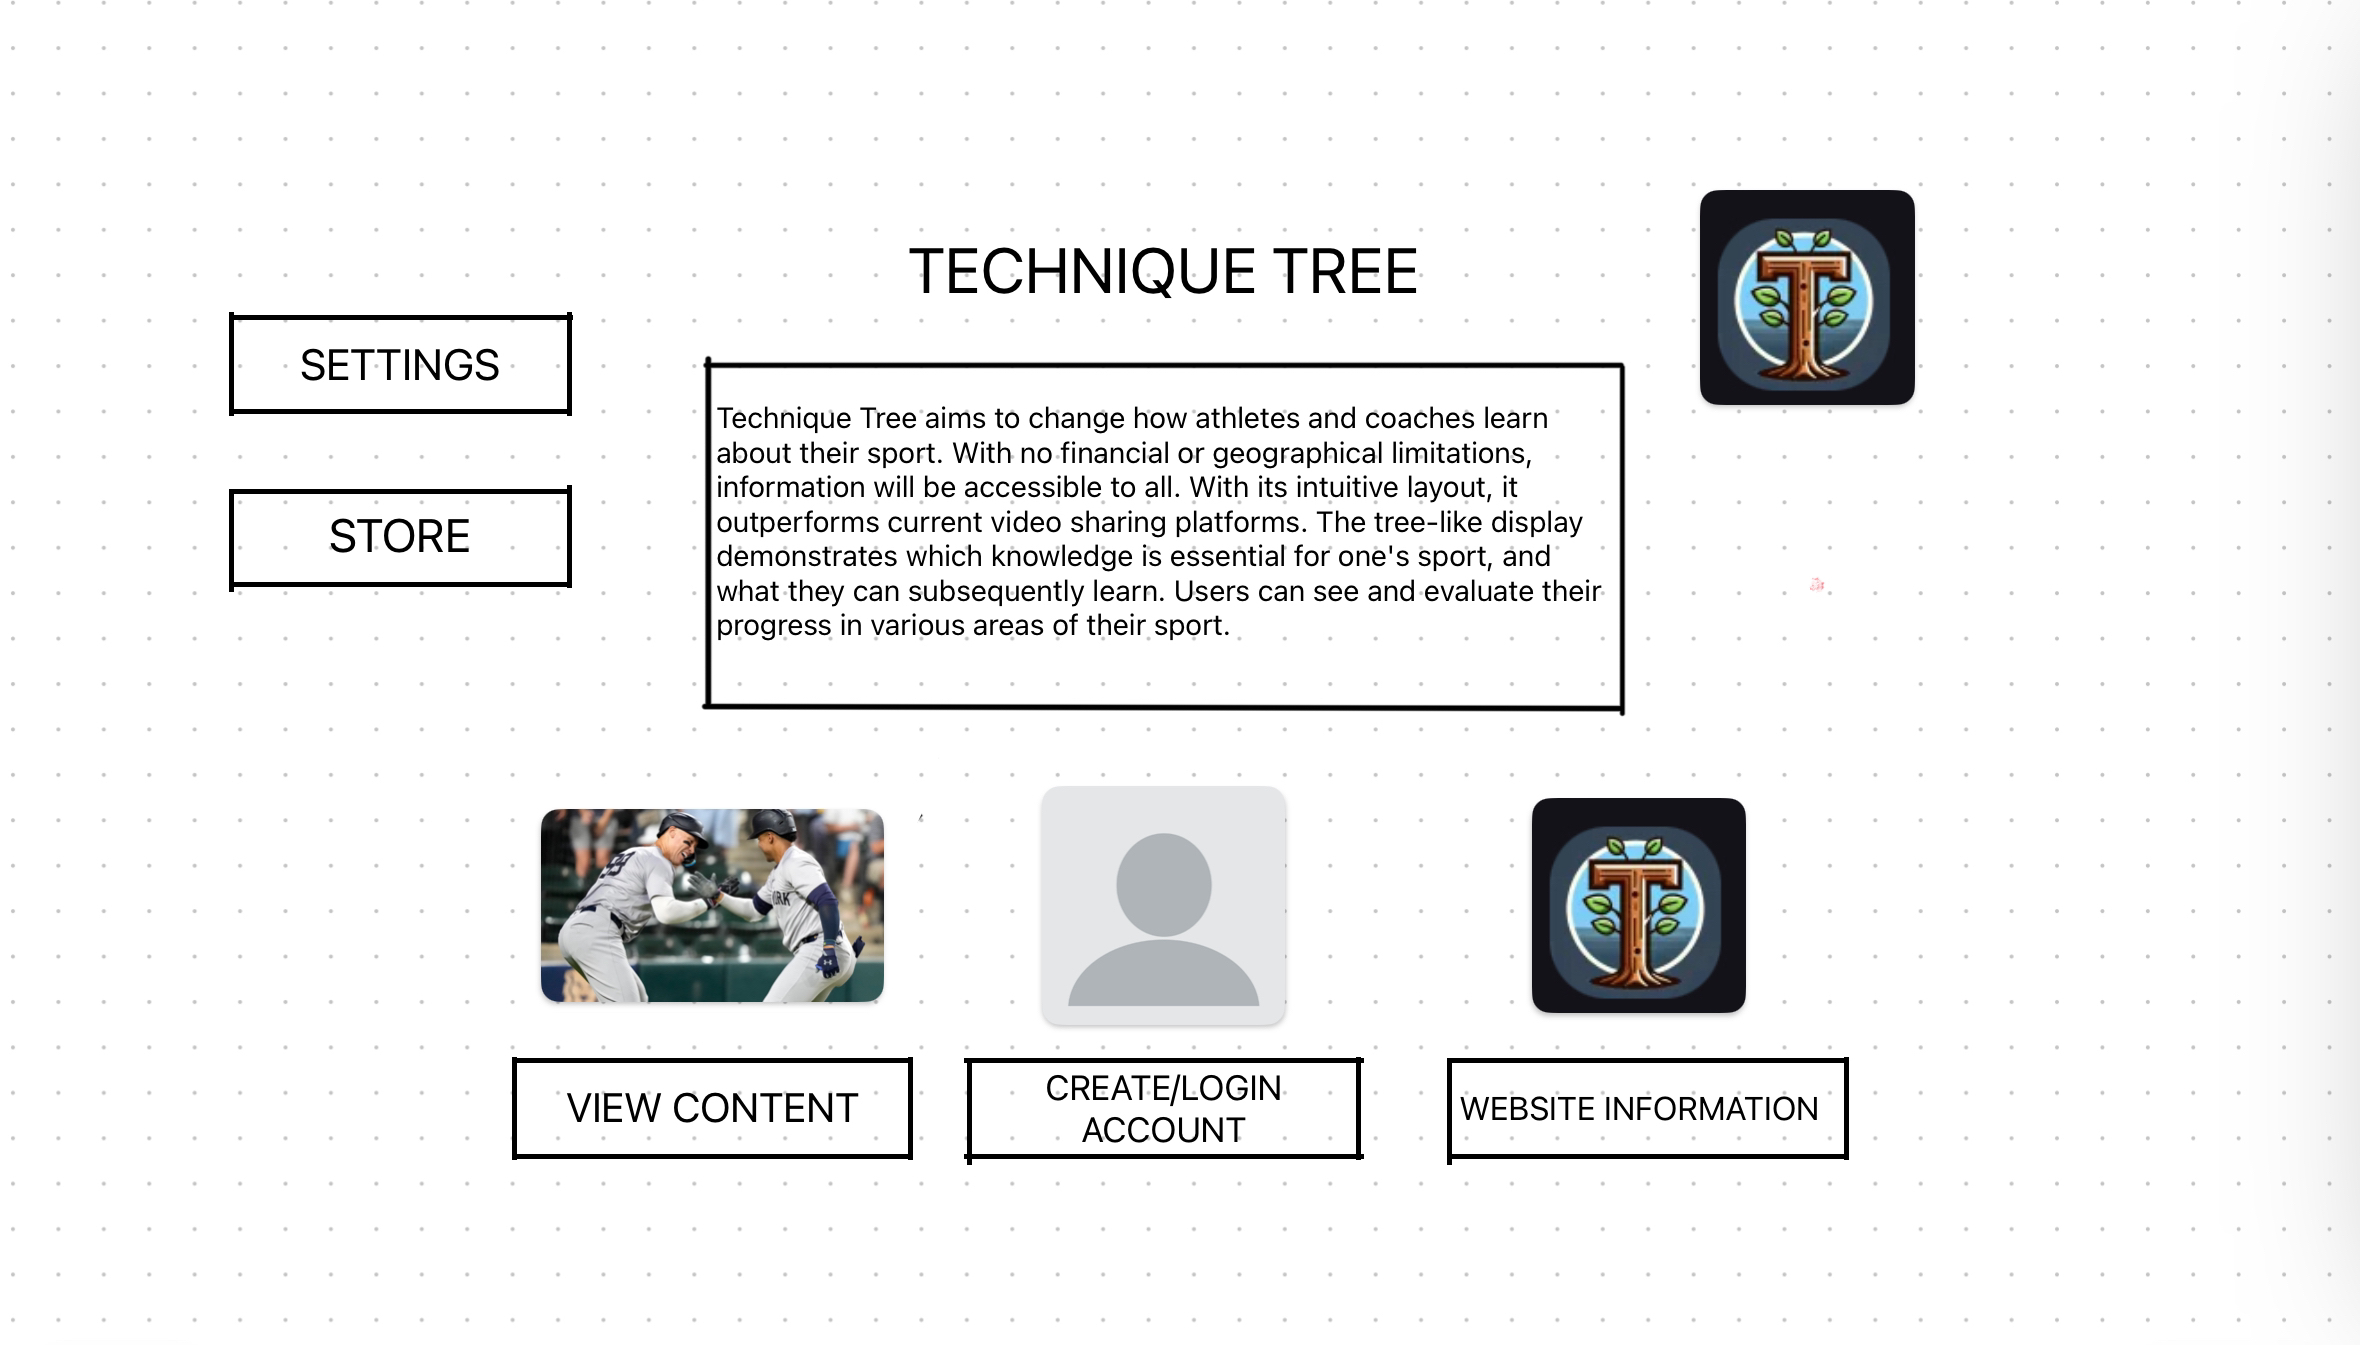 TECHNIQUE TREE
SETTINGS
STORE
Technique Tree aims to change how athletes and coaches learn
about their sport. With no financial or geographical limitations,
information will be accessible to all. With its intuitive layout, it
outperforms current video sharing platforms. The tree-like display
demonstrates which knowledge is essential for one's sport, and
what they can subsequently learn. Users can see and evaluate their
progress in various areas of their sport.
T
99
RK
T
VIEW CONTENT
CREATE/LOGIN
ACCOUNT
WEBSITE INFORMATION